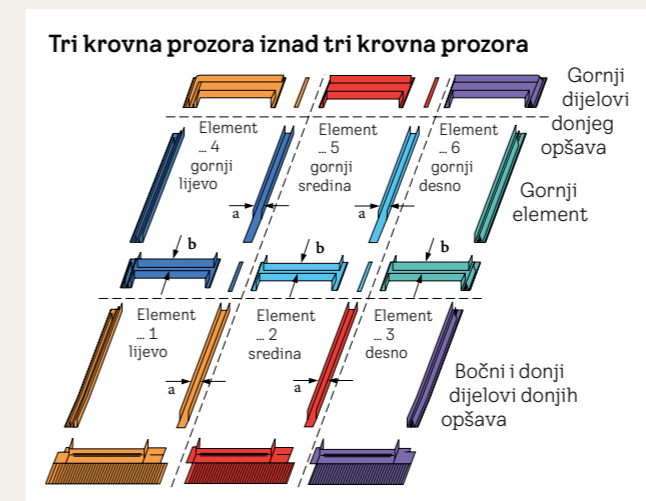 Tri krovna prozora iznad tri krovna prozora
Gornji
dijelovi
donjeg
opšava
Element
... 4
gornji
lijevo
Element
... 5
gornji
sredina
Element
... 6
gornji
desno
Gornji
element
a
a
b
b
b
Element
... 1
lijevo
Element
... 2
sredina
Element
... 3
desno
a
a
Bočni i donji
dijelovi donjih
opšava